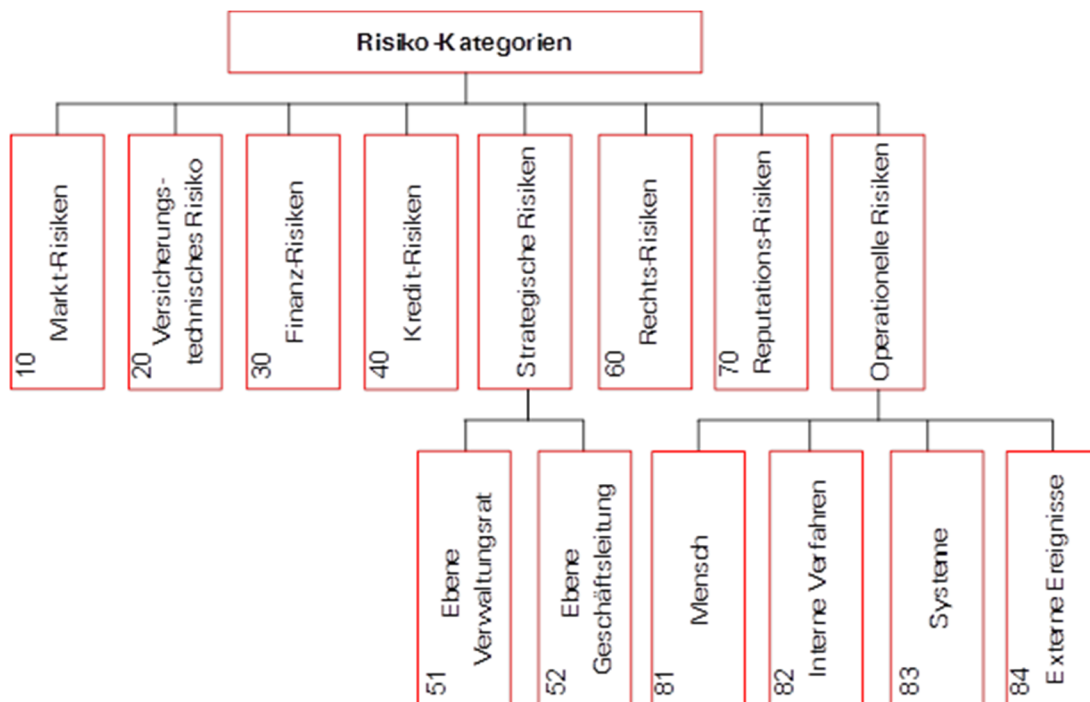 Risiko-Kategorien
10
Markt-Risiken
20
Versicherungs-
technisches Risiko
30
Finanz-Risiken
40
Kredit-Risiken
Strategische Risiken
60
Rechts-Risiken
70
Reputations-Risiken
Operationelle Risiken
51
Ebene
Verwaltungsrat
52
Ebene
Geschäftsleitung
81
Mensch
82
Interne Verfahren
83
Systeme
84
Externe Ereignisse